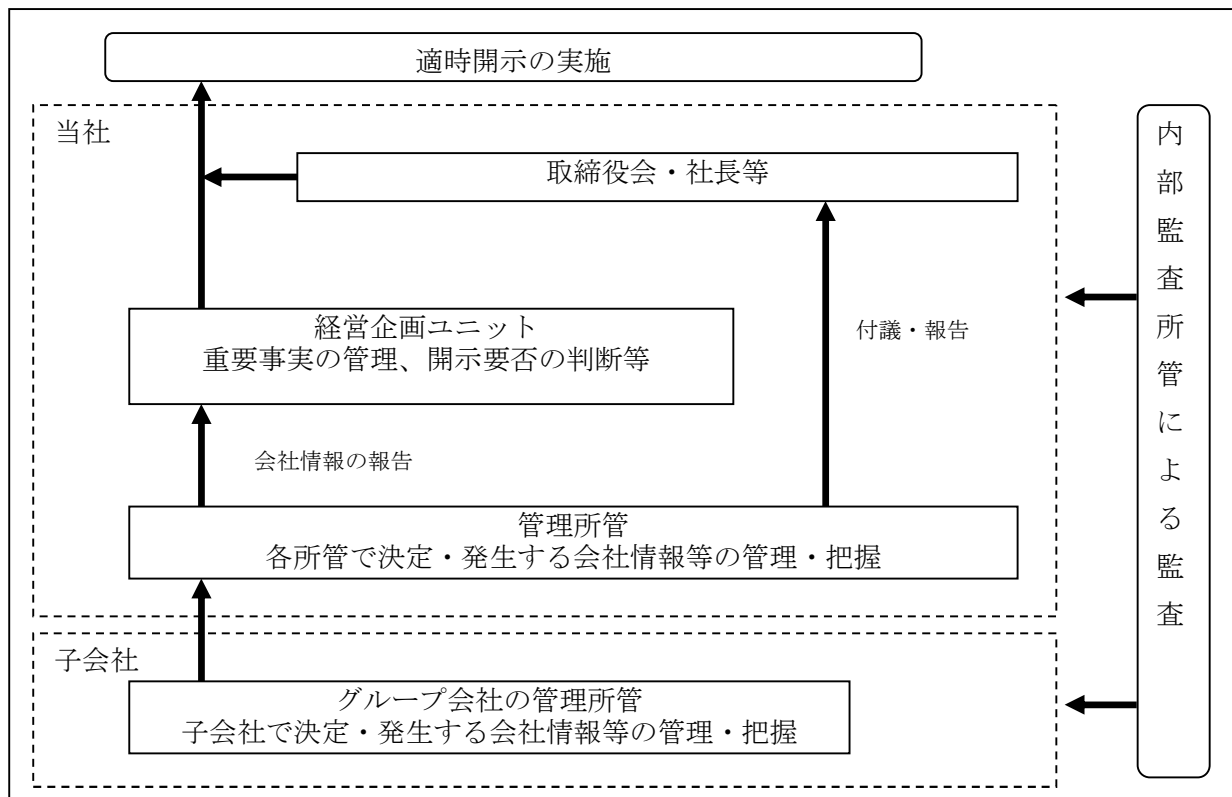 適時開示の実施
当社
取締役会・社長等
経営企画ユニット
重要事実の管理、開示要否の判断等
付議・報告
会社情報の報告
管理所管
各所管で決定・発生する会社情報等の管理・把握
子会社
グループ会社の管理所管
子会社で決定・発生する会社情報等の管理・把握
内部監査所管による監査